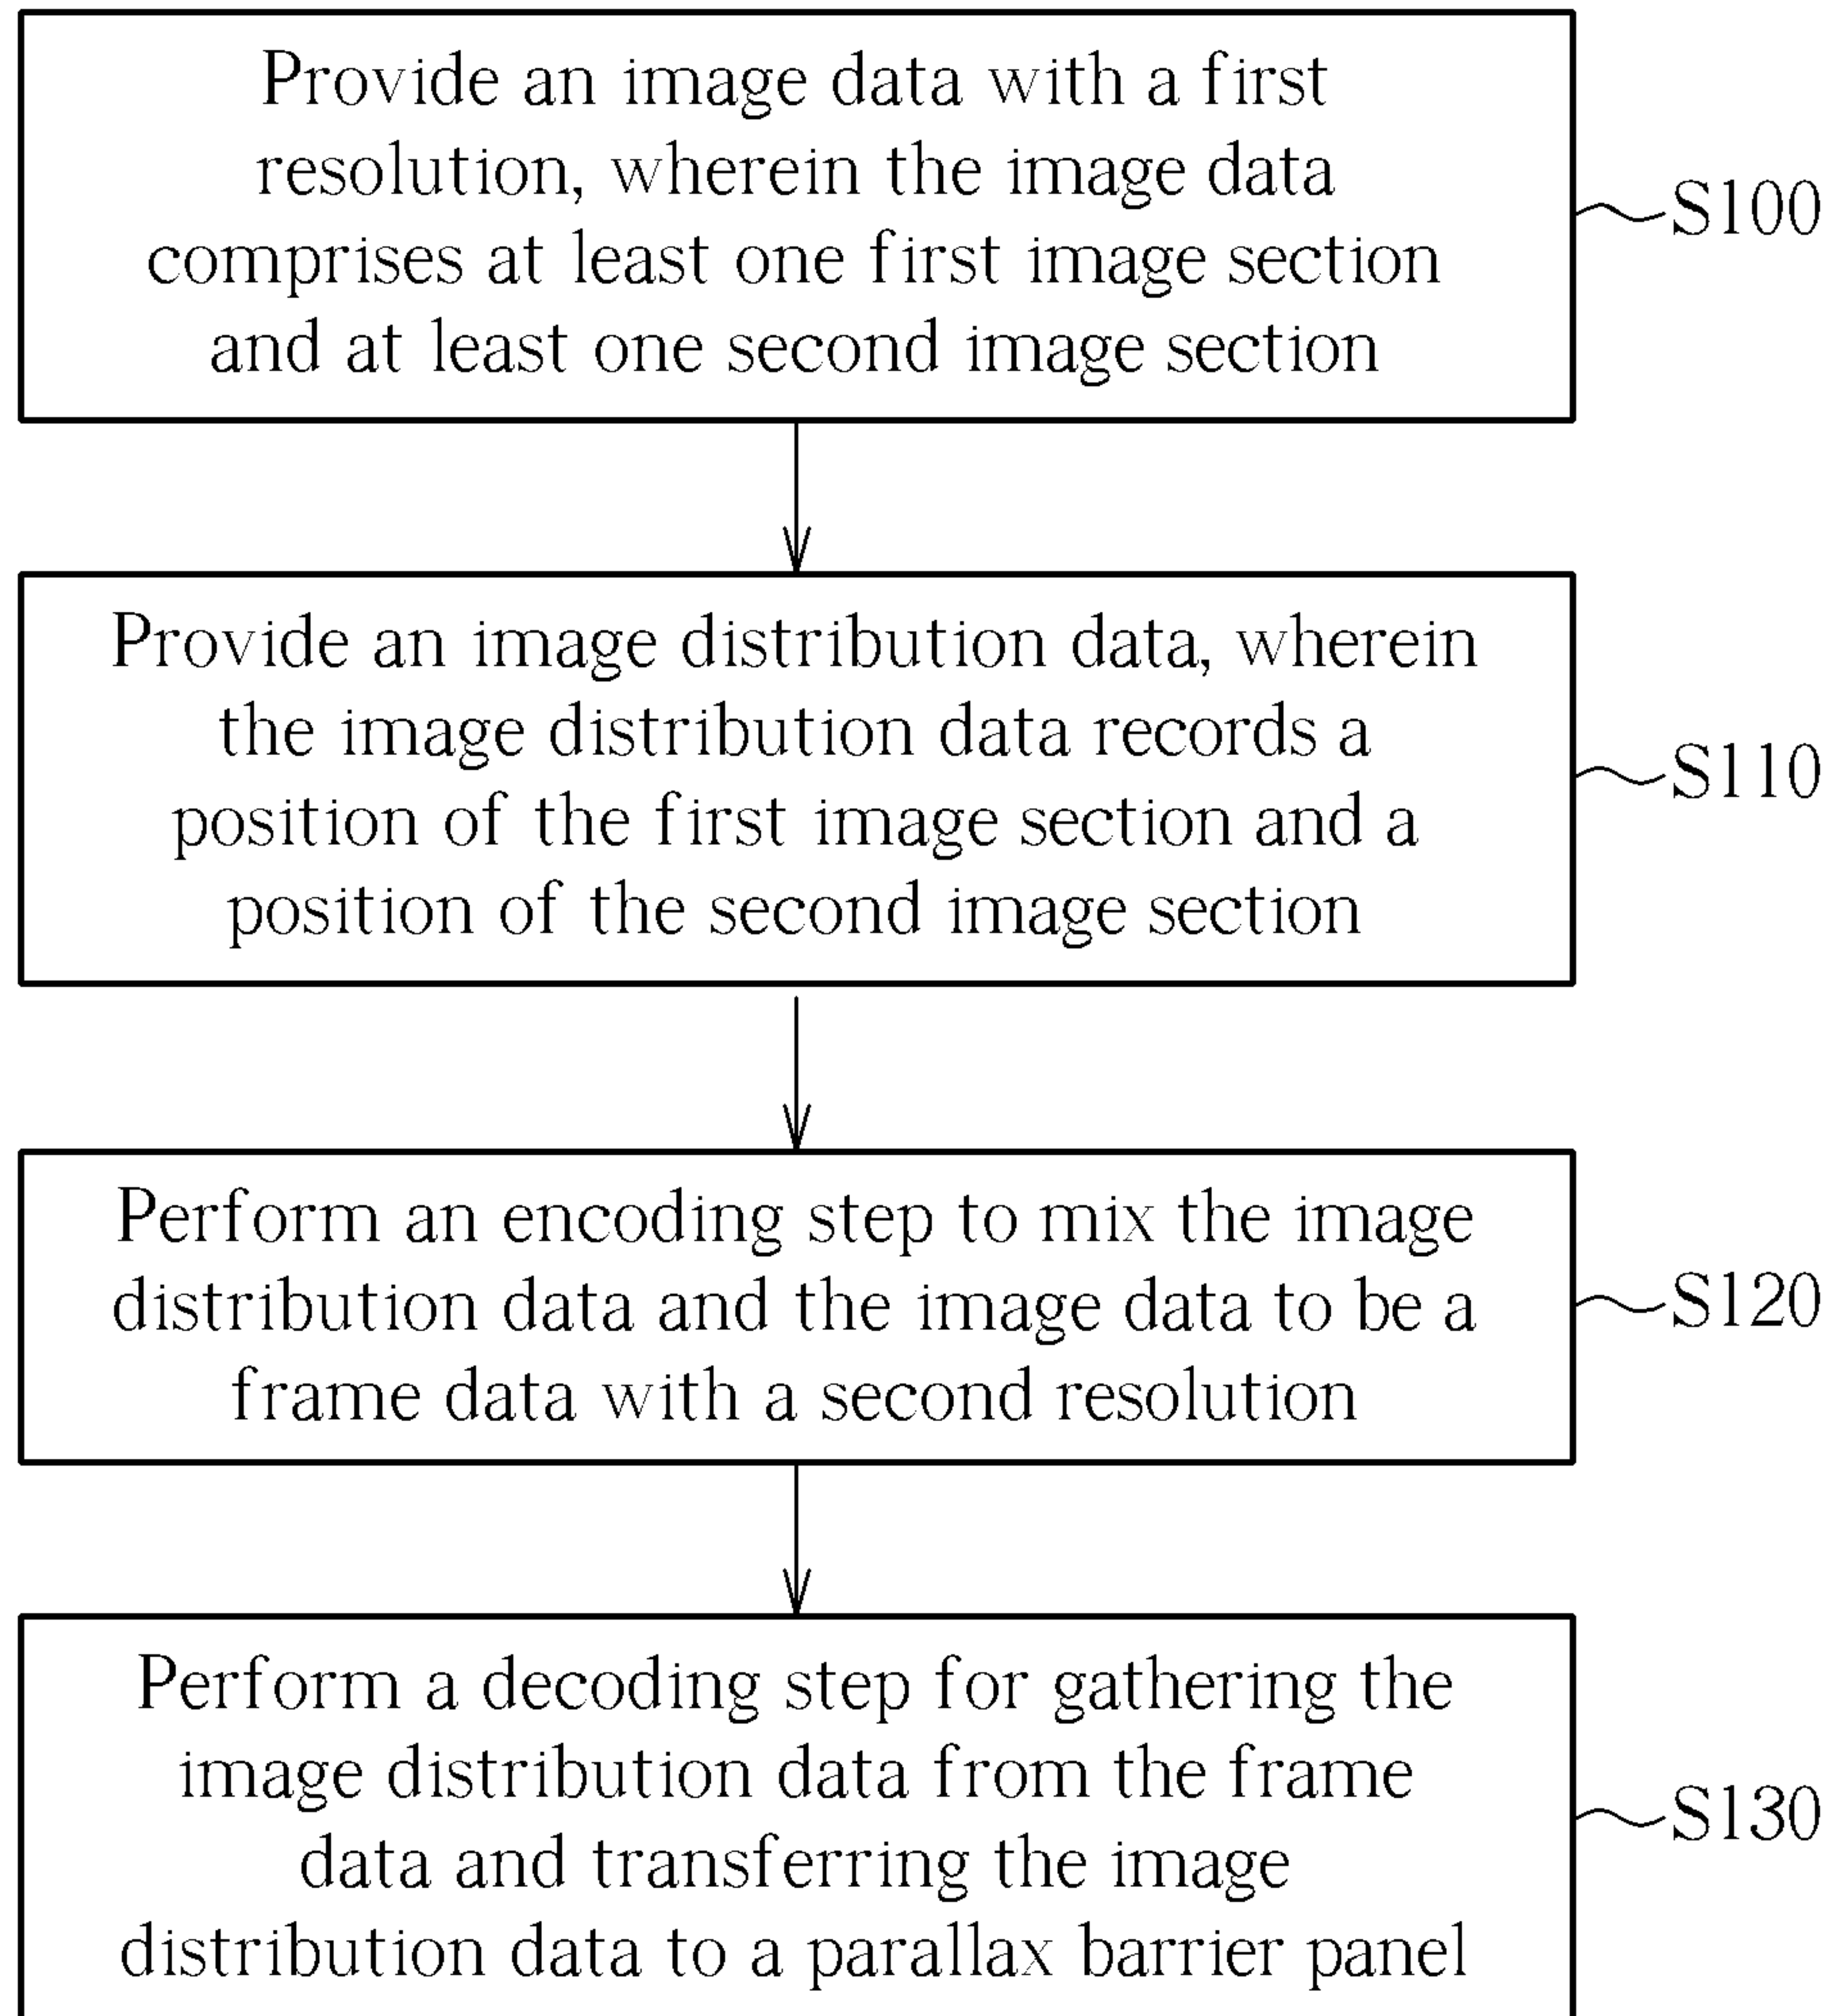 Provide an image data with a first
resolution, wherein the image data
comprises at least one first image section
and at least one second image section
S100
Provide an image distribution data, wherein
the image distribution data records a
position of the first image section and a
position of the second image section
S110
Perform an encoding step to mix the image
distribution data and the image data to be a
frame data with a second resolution
S120
Perform a decoding step for gathering the
image distribution data from the frame
data and transferring the image
distribution data to a parallax barrier panel
S130